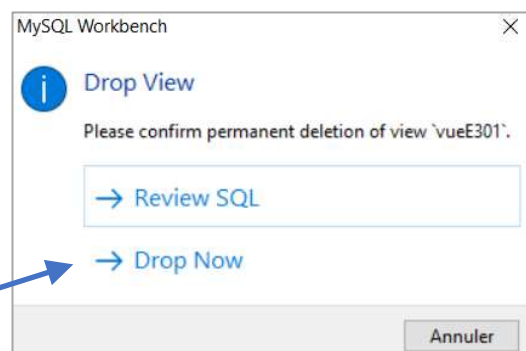 MySQL Workbench
Drop View
Please confirm permanent deletion of view `vueE301`.
→ Review SQL
→ Drop Now
Annuler